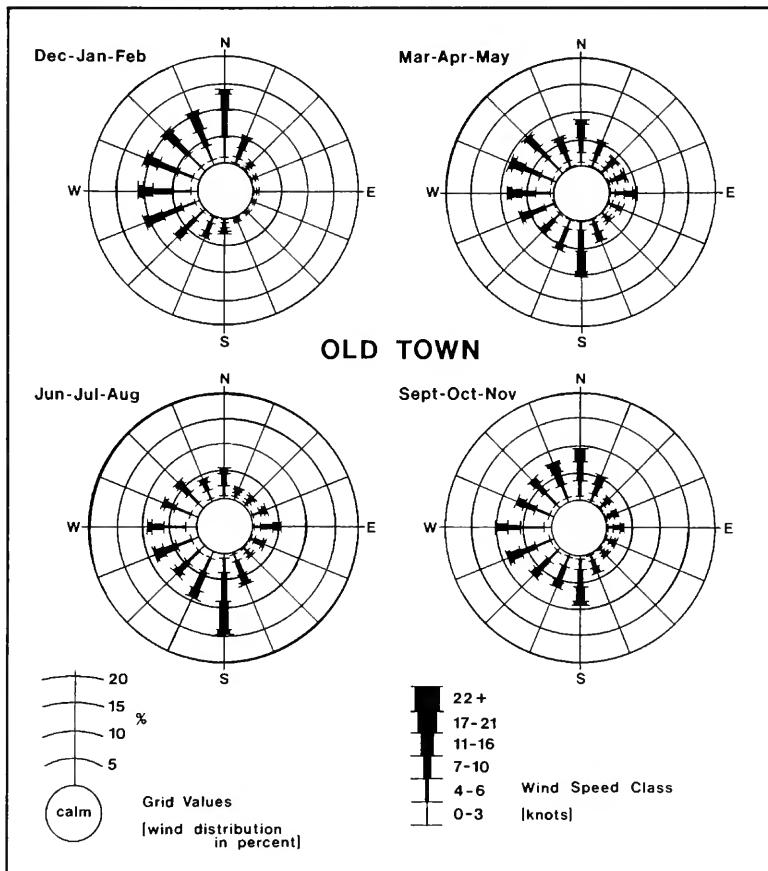 Dec-Jan-Feb
N
W
E
S
Mar-Apr-May
N
W
E
S
OLD TOWN
Jun-Jul-Aug
N
W
E
S
Sept-Oct-Nov
N
W
E
S
20
15
%
10
5
calm
Grid Values
[wind distribution
in percent]
22+
17-21
11-16
7-10
4-6
0-3
Wind Speed Class
[knots]